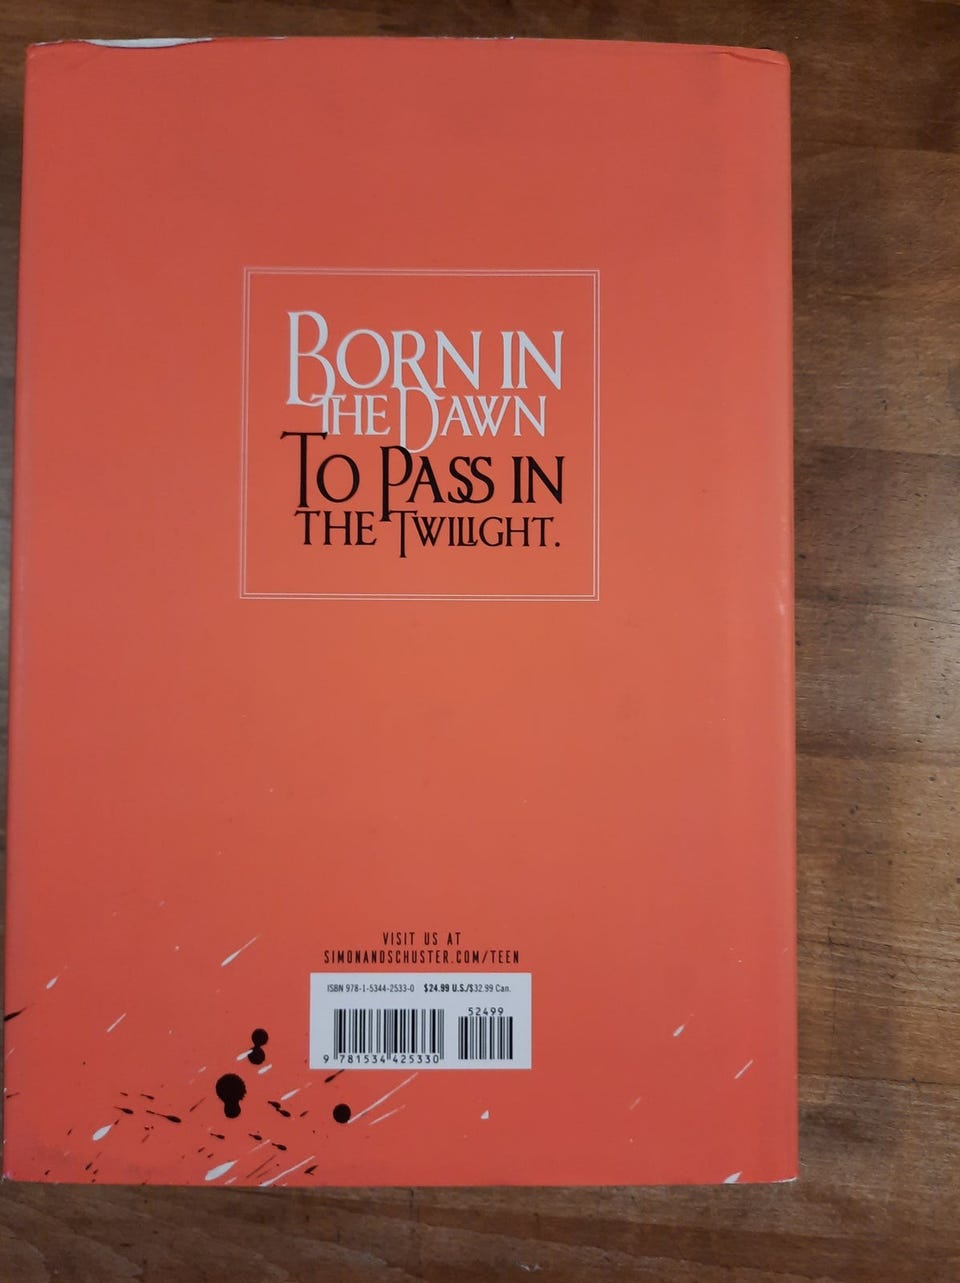 BORN IN
THE DAWN
TO PASS IN
THE TWILIGHT.
VISIT US AT
SIMONANDSCHUSTER.COM/TEEN
ISBN 978-1-5344-2533-0 $24.99 U.S./$32.99 Can.
52499
9 781534 425330